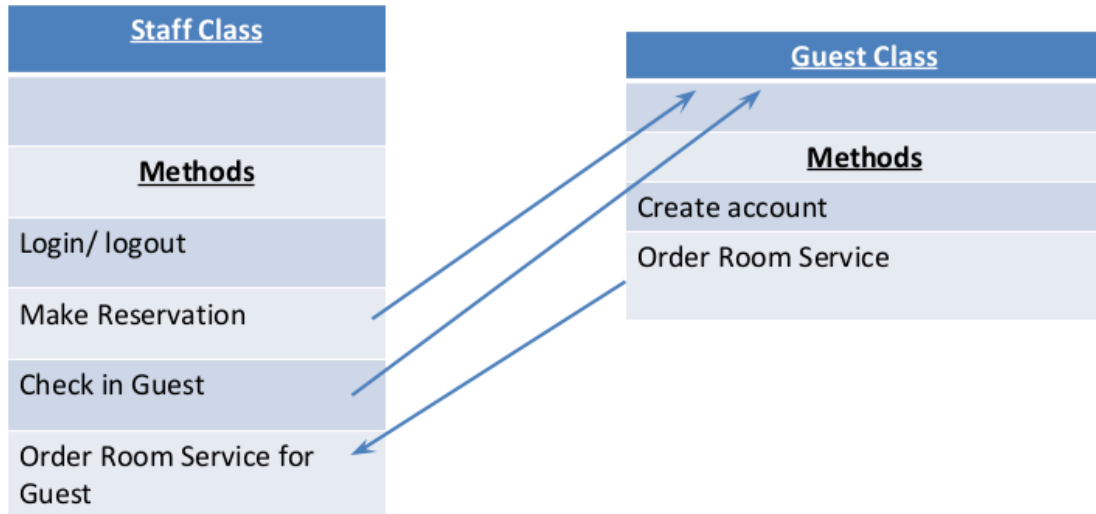 Staff Class
Methods
Login/ logout
Make Reservation
Check in Guest
Order Room Service for
Guest
Guest Class
Methods
Create account
Order Room Service